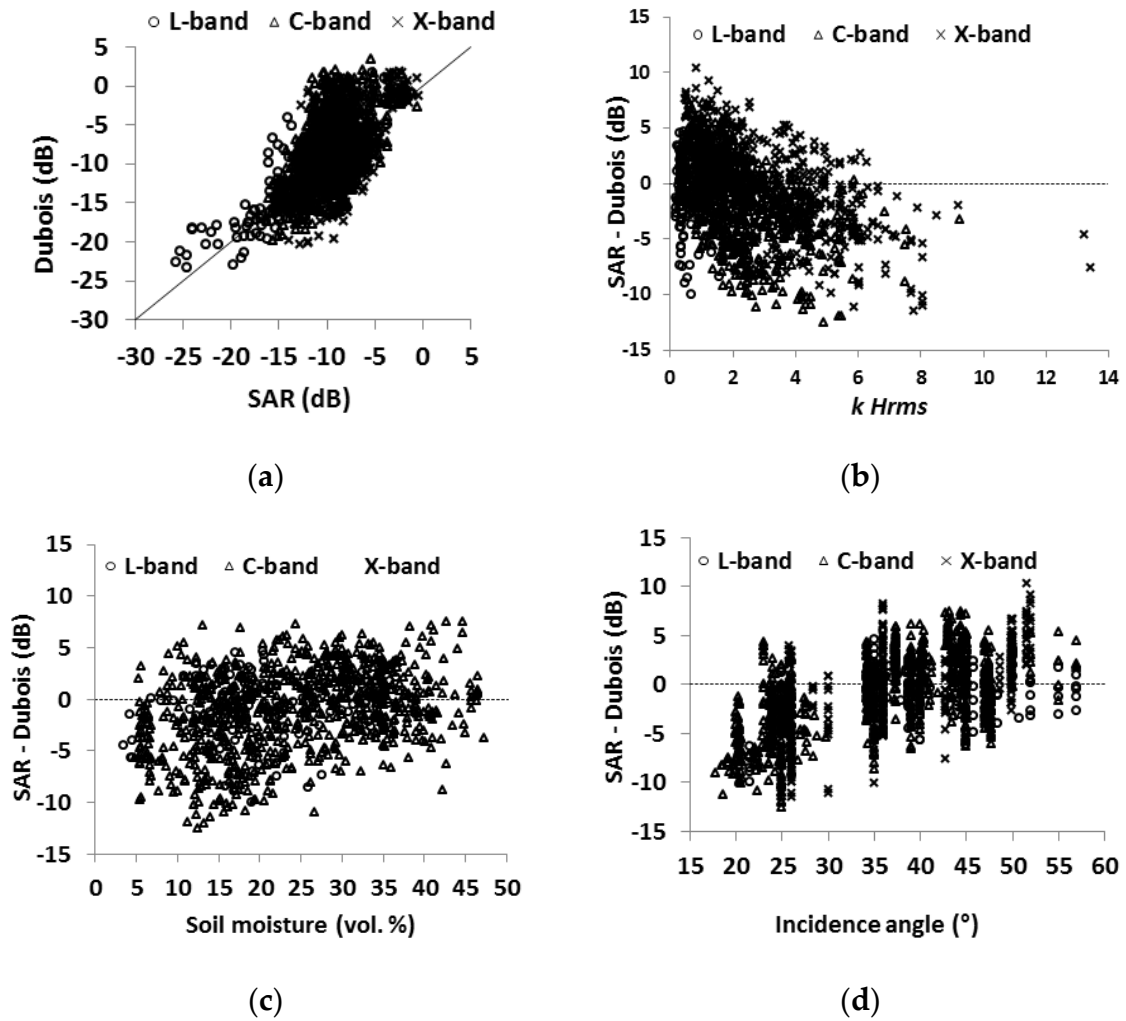 L-band C-band X-band
5
0
-5
-10
-15
-20
-25
-30
Dubois (dB)
-30 -25 -20 -15 -10 -5 0 5
SAR (dB)
(a)
15
L-band C-band X-band
10
5
0
-5
-10
-15
SAR - Dubois (dB)
0 2 4 6 8 10 12 14
k Hrms
(b)
15
L-band C-band X-band
10
5
0
-5
-10
-15
SAR - Dubois (dB)
0 5 10 15 20 25 30 35 40 45 50
Soil moisture (vol. %)
(c)
15
L-band C-band X-band
10
5
0
-5
-10
-15
SAR - Dubois (dB)
15 20 25 30 35 40 45 50 55 60
Incidence angle (°)
(d)